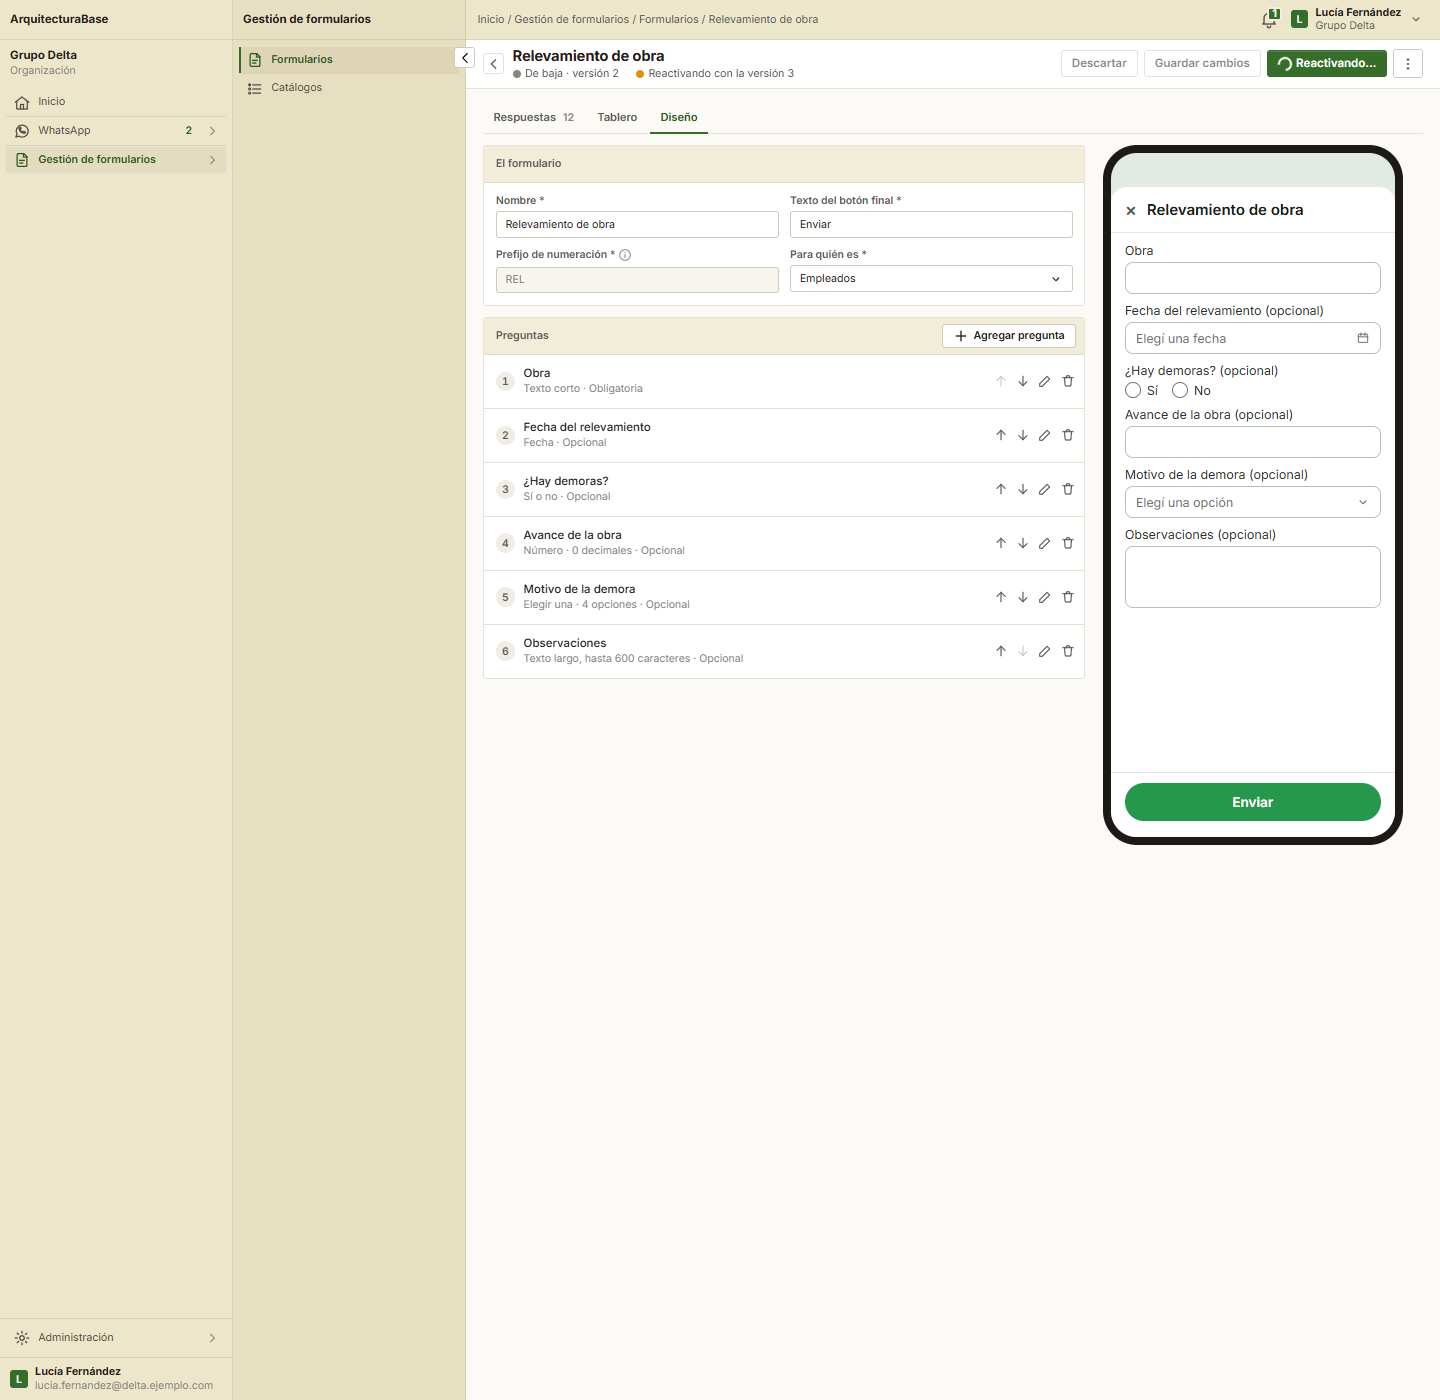 ArquitecturaBase
Grupo Delta
Organización
Inicio
WhatsApp 2
Gestión de formularios
Administración
L Lucía Fernández
lucia.fernandez@delta.ejemplo.com
Gestión de formularios
Formularios
Catálogos
Inicio / Gestión de formularios / Formularios / Relevamiento de obra
1
L Lucía Fernández
Grupo Delta
Relevamiento de obra
De baja · versión 2 Reactivando con la versión 3
Descartar Guardar cambios Reactivando...
Respuestas 12 Tablero Diseño
El formulario
Nombre * Texto del botón final *
Relevamiento de obra Enviar
Prefijo de numeración * Para quién es *
REL Empleados
Preguntas Agregar pregunta
1 Obra
Texto corto · Obligatoria
2 Fecha del relevamiento
Fecha · Opcional
3 ¿Hay demoras?
Sí o no · Opcional
4 Avance de la obra
Número · 0 decimales · Opcional
5 Motivo de la demora
Elegir una · 4 opciones · Opcional
6 Observaciones
Texto largo, hasta 600 caracteres · Opcional
Relevamiento de obra
Obra
Fecha del relevamiento (opcional)
Elegí una fecha
¿Hay demoras? (opcional)
Sí No
Avance de la obra (opcional)
Motivo de la demora (opcional)
Elegí una opción
Observaciones (opcional)
Enviar